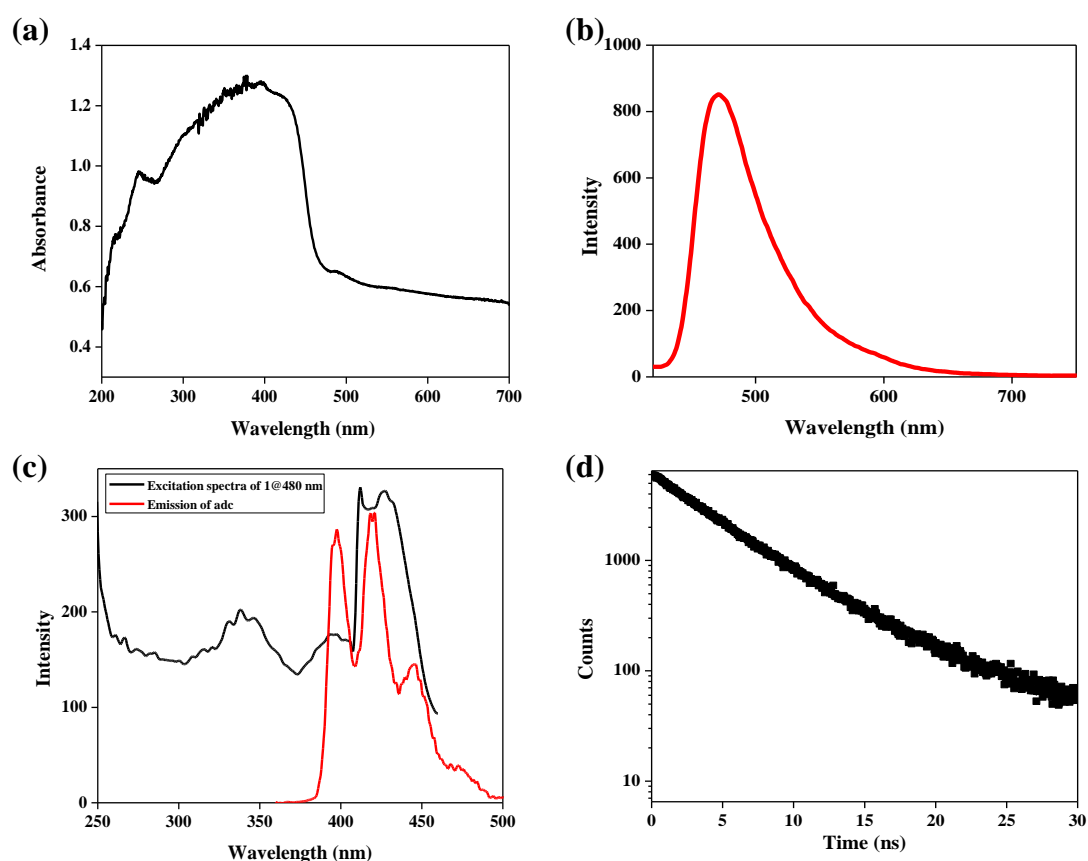 (a)
1.4
1.2
1.0
0.8
0.6
0.4
Absorbance
200 300 400 500 600 700
Wavelength (nm)
(b)
1000
800
600
400
200
0
Intensity
500 600 700
Wavelength (nm)
(c)
Excitation spectra of 1@480 nm
Emission of adc
300
200
100
0
Intensity
250 300 350 400 450 500
Wavelength (nm)
(d)
1000
100
10
Counts
0 5 10 15 20 25 30
Time (ns)